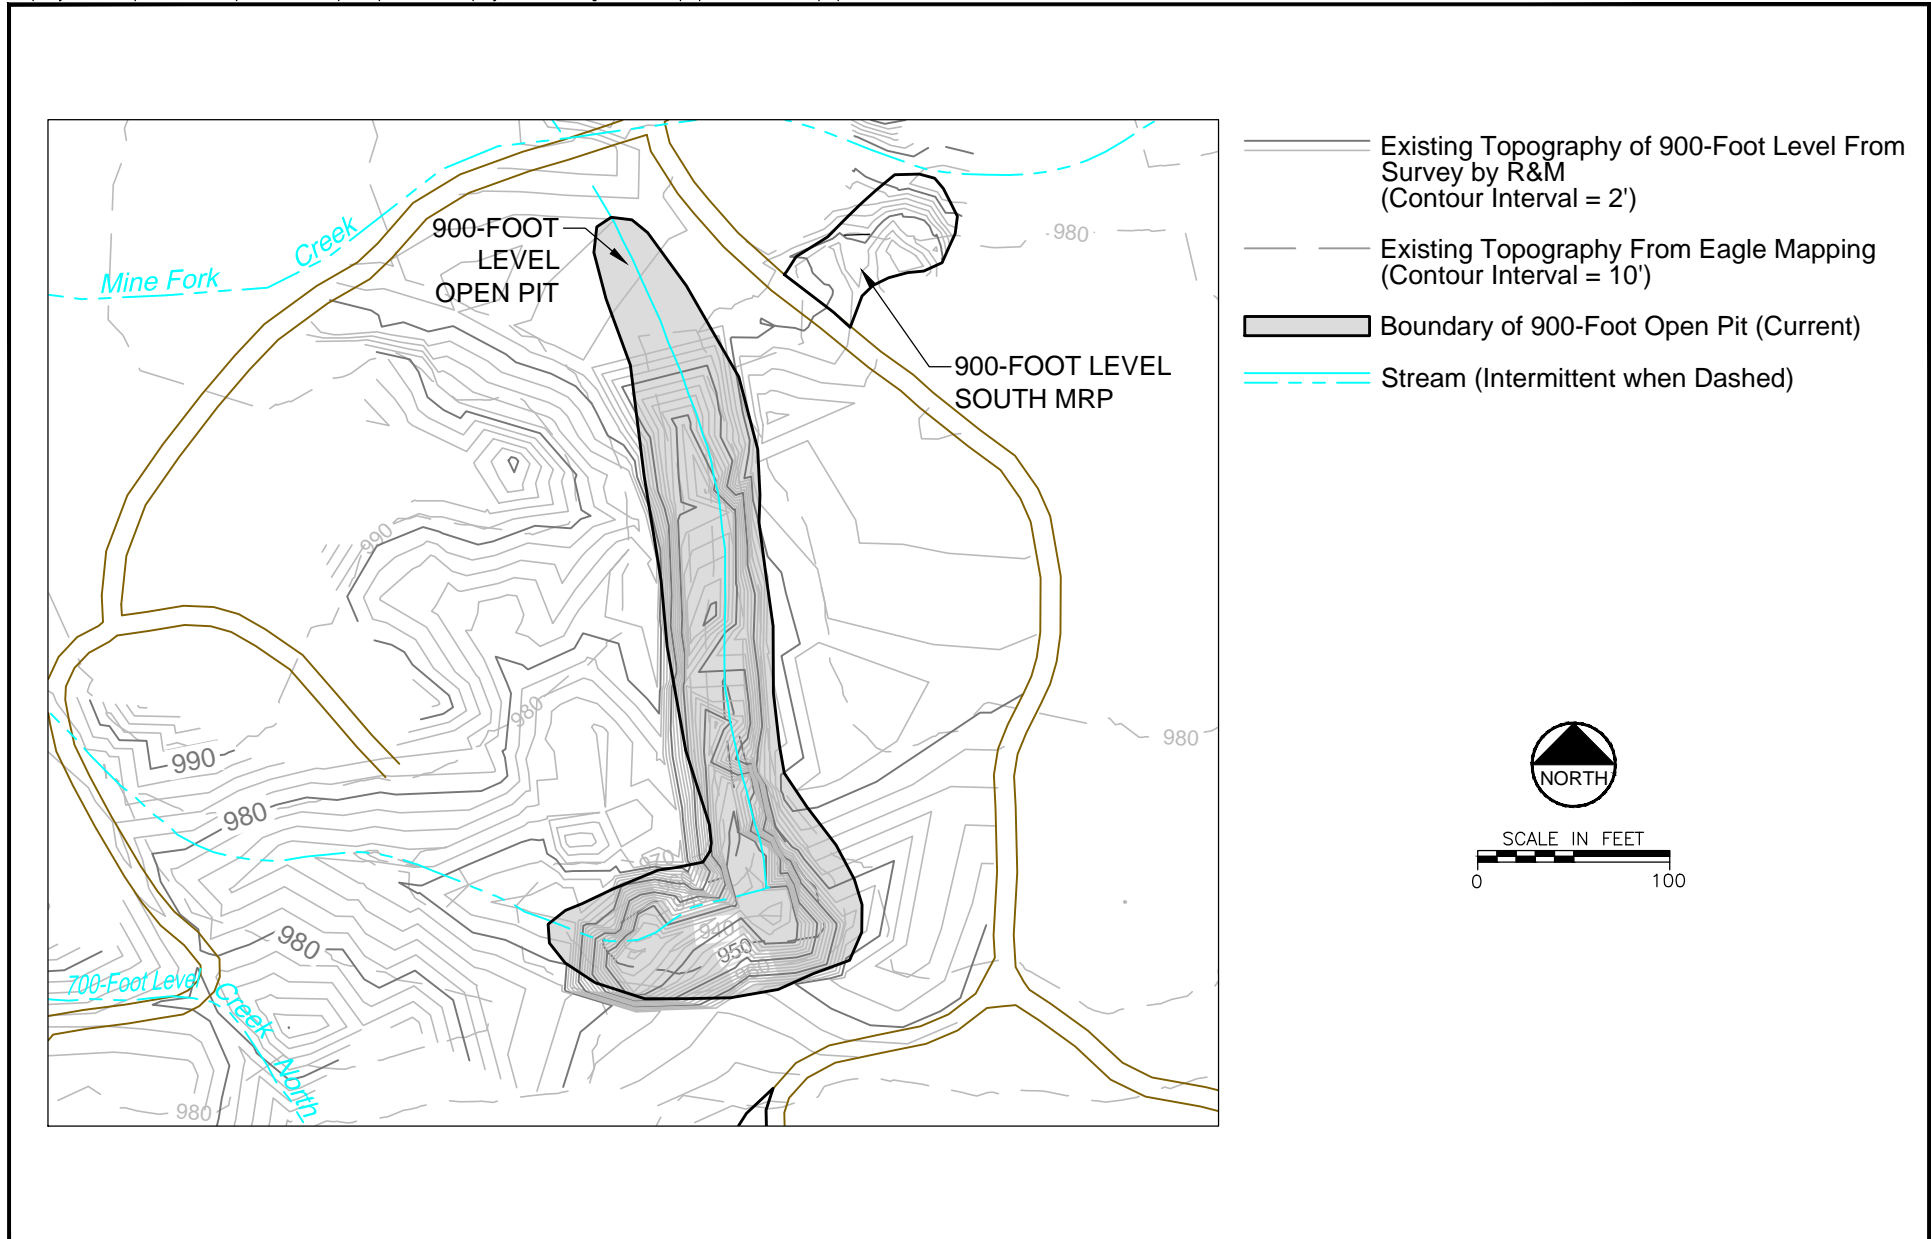 Existing Topography of 900-Foot Level From
Survey by R&M
(Contour Interval = 2')
Existing Topography From Eagle Mapping
(Contour Interval = 10')
Boundary of 900-Foot Open Pit (Current)
Stream (Intermittent when Dashed)
900-FOOT
LEVEL
OPEN PIT
Mine Fork
Creek
980
900-FOOT LEVEL
SOUTH MRP
990
980
980
990
980
970
940
950
980
700-Foot Level
Creek
North
980
NORTH
SCALE IN FEET
0
100